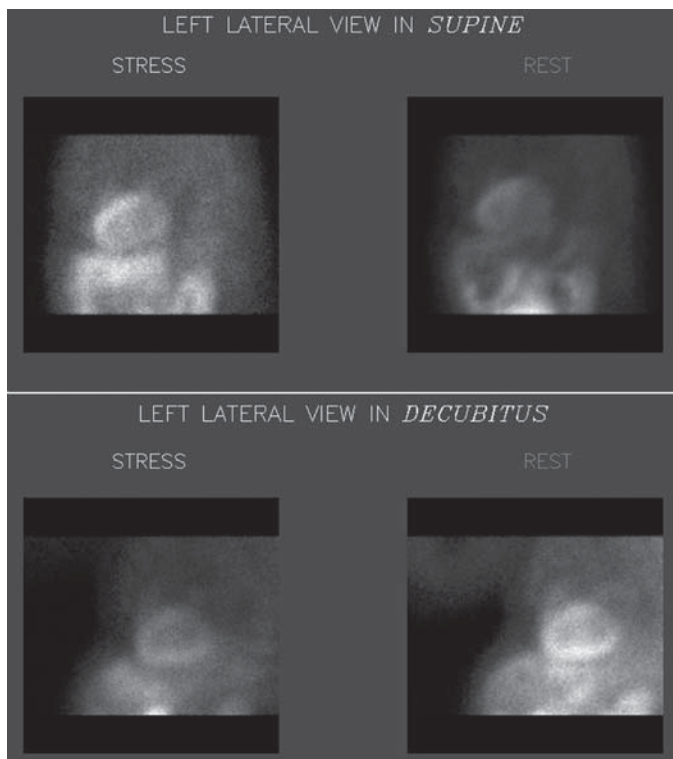 LEFT LATERAL VIEW IN SUPINE
STRESS REST
LEFT LATERAL VIEW IN DECUBITUS
STRESS REST